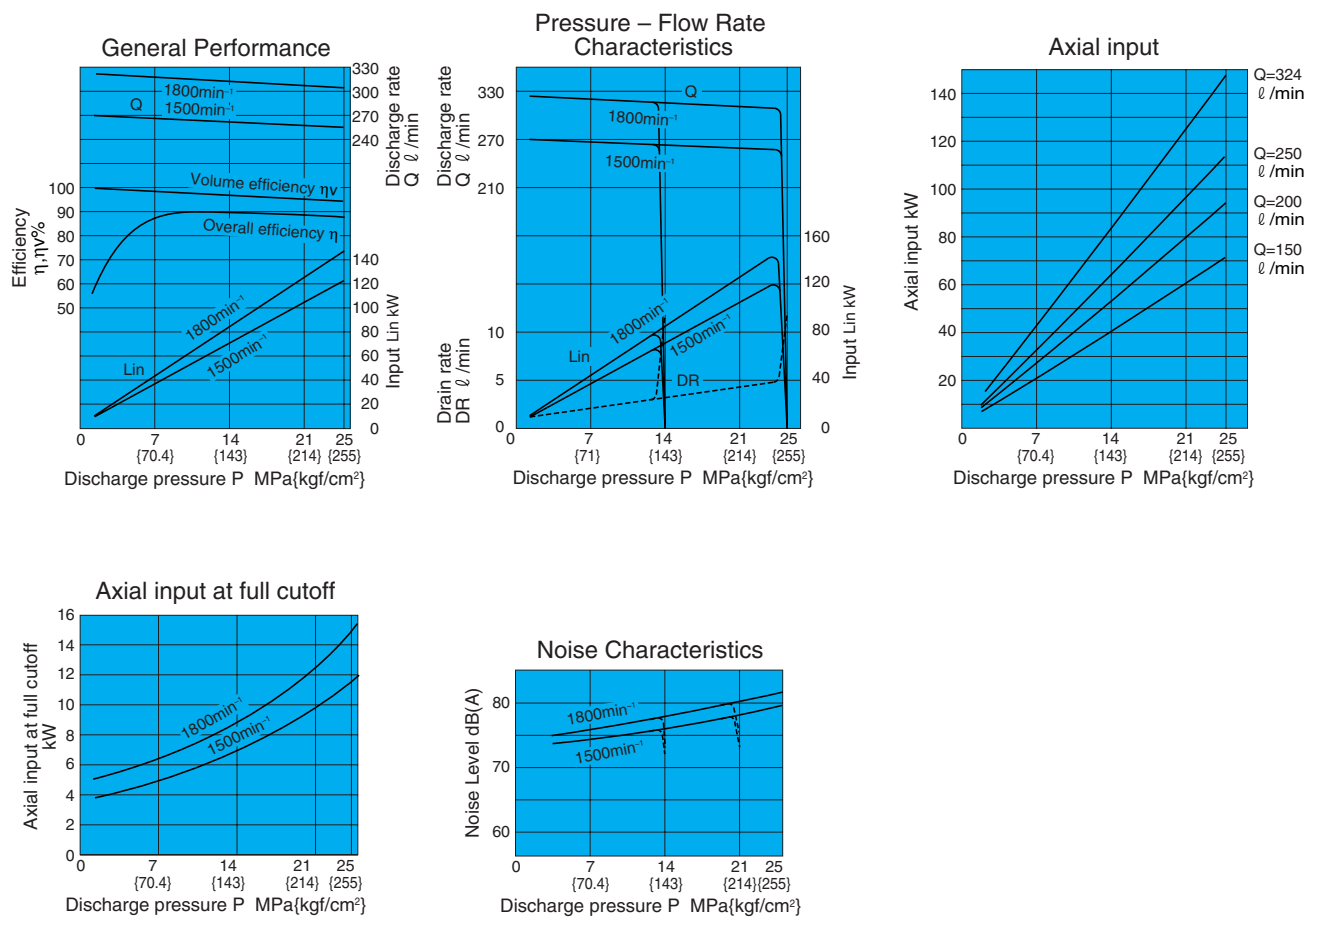 General Performance
330
300
270
240
Discharge rate
Q ℓ/min
1800min⁻¹
Q 1500min⁻¹
Volume efficiency ηv
Overall efficiency η
Efficiency
η,ηv%
100
90
80
70
60
50
140
120
100
80
60
40
20
0
Input Lin kW
1800min⁻¹
1500min⁻¹
Lin
0 7 14 21 25
{70.4} {143} {214} {255}
Discharge pressure P MPa{kgf/cm²}
Pressure – Flow Rate
Characteristics
Discharge rate
Q ℓ/min
330
270
210
Q
1800min⁻¹
1500min⁻¹
160
120
80
40
0
Input Lin kW
1800min⁻¹
1500min⁻¹
Lin
DR
Drain rate
DR ℓ/min
10
5
0
0 7 14 21 25
{71} {143} {214} {255}
Discharge pressure P MPa{kgf/cm²}
Axial input
Axial input kW
140
120
100
80
60
40
20
Q=324
ℓ/min
Q=250
ℓ/min
Q=200
ℓ/min
Q=150
ℓ/min
0 7 14 21 25
{70.4} {143} {214} {255}
Discharge pressure P MPa{kgf/cm²}
Axial input at full cutoff
Axial input at full cutoff
kW
16
14
12
10
8
6
4
2
0
1800min⁻¹
1500min⁻¹
0 7 14 21 25
{70.4} {143} {214} {255}
Discharge pressure P MPa{kgf/cm²}
Noise Characteristics
Noise Level dB(A)
80
70
60
1800min⁻¹
1500min⁻¹
0 7 14 21 25
{70.4} {143} {214}{255}
Discharge pressure P MPa{kgf/cm²}